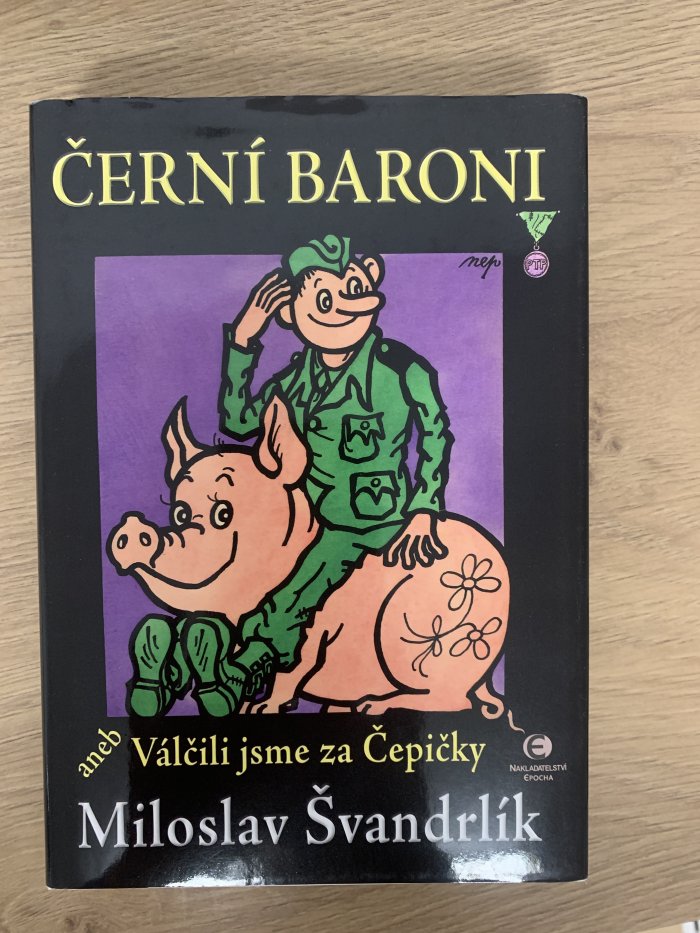 ČERNÍ BARONI
nep
PTP
aneb Válčili jsme za Čepičky
e
NAKLADATELSTVÍ
EPOCHA
Miloslav Švandrlík